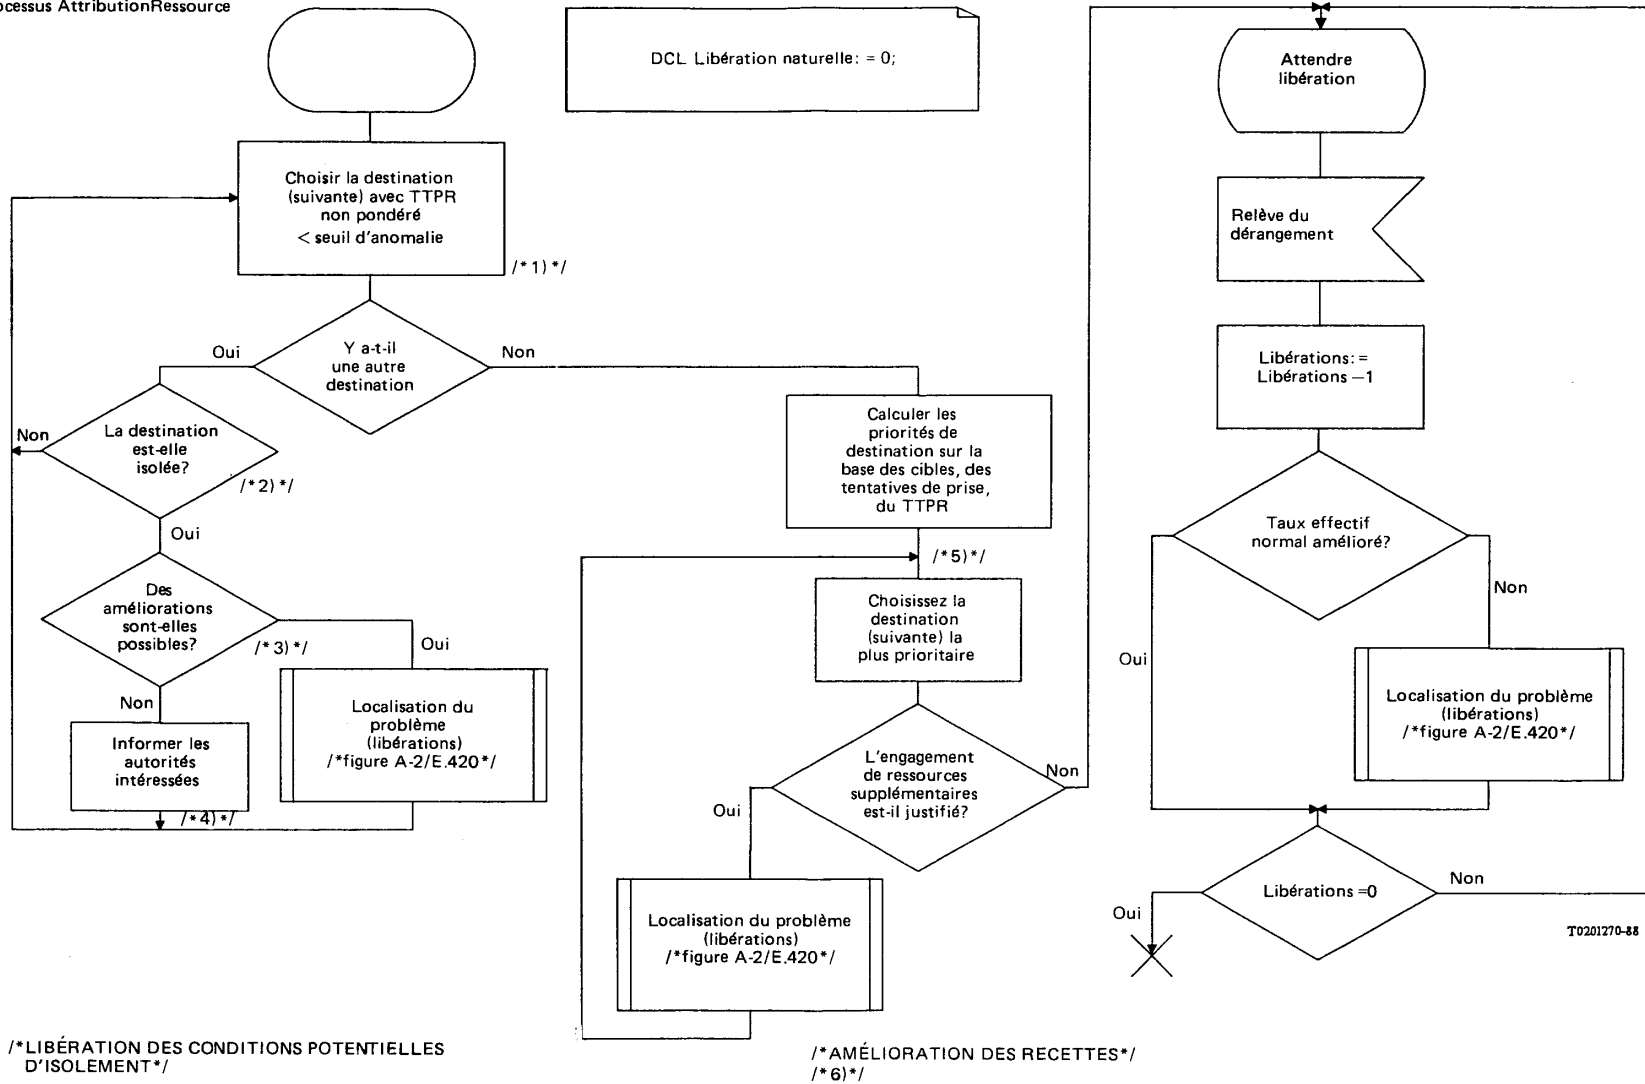 ocessus AttributionRessource
DCL Libération naturelle: = 0;
Choisir la destination
(suivante) avec TTPR
non pondéré
< seuil d'anomalie
/*1)*/
Y a-t-il
une autre
destination
Oui
Non
La destination
est-elle
isolée?
/*2)*/
Non
Oui
Des
améliorations
sont-elles
possibles?
/*3)*/
Oui
Non
Informer les
autorités
intéressées
/*4)*/
Localisation du
problème
(libérations)
/*figure A-2/E.420*/
/*LIBÉRATION DES CONDITIONS POTENTIELLES
D'ISOLEMENT*/
Calculer les
priorités de
destination sur la
base des cibles, des
tentatives de prise,
du TTPR
/*5)*/
Choisissez la
destination
(suivante) la
plus prioritaire
L'engagement
de ressources
supplémentaires
est-il justifié?
Non
Oui
Localisation du problème
(libérations)
/*figure A-2/E.420*/
/*AMÉLIORATION DES RECETTES*/
/*6)*/
Attendre
libération
Relève du
dérangement
Libérations: =
Libérations −1
Taux effectif
normal amélioré?
Non
Oui
Localisation du problème
(libérations)
/*figure A-2/E.420*/
Libérations =0
Non
Oui
T0201270-88